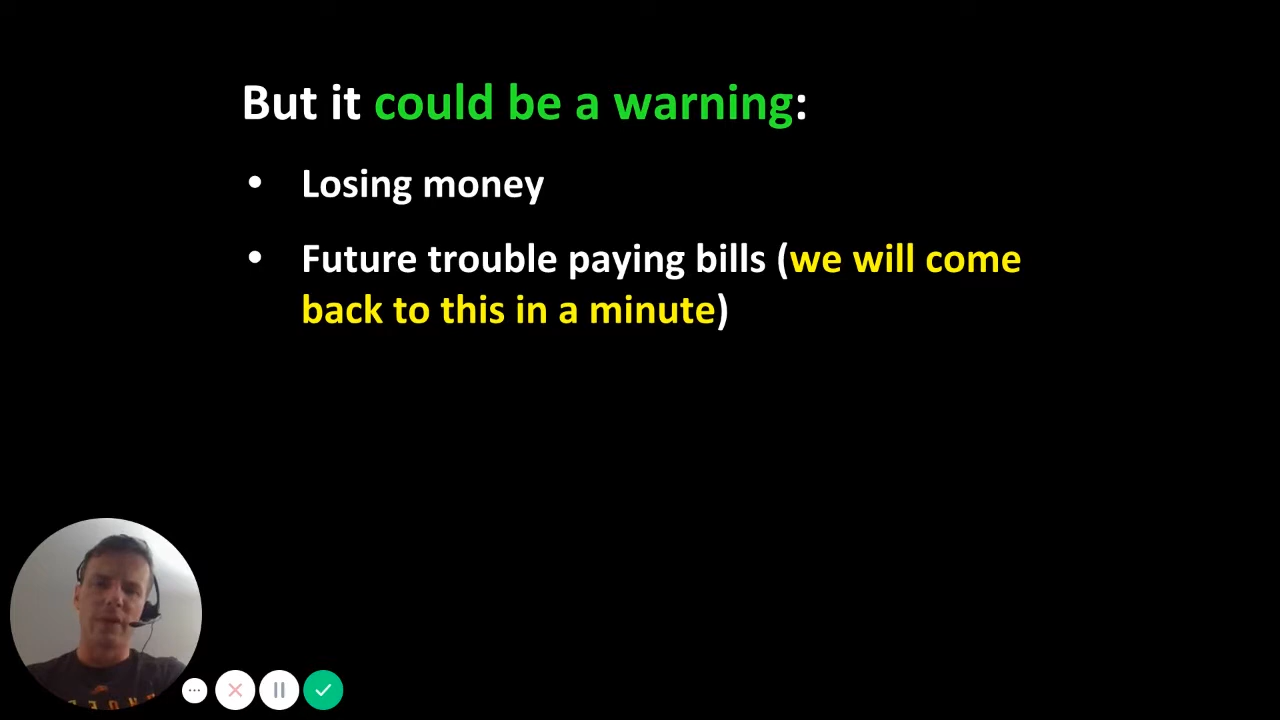 But it could be a warning:
• Losing money
• Future trouble paying bills (we will come
back to this in a minute)